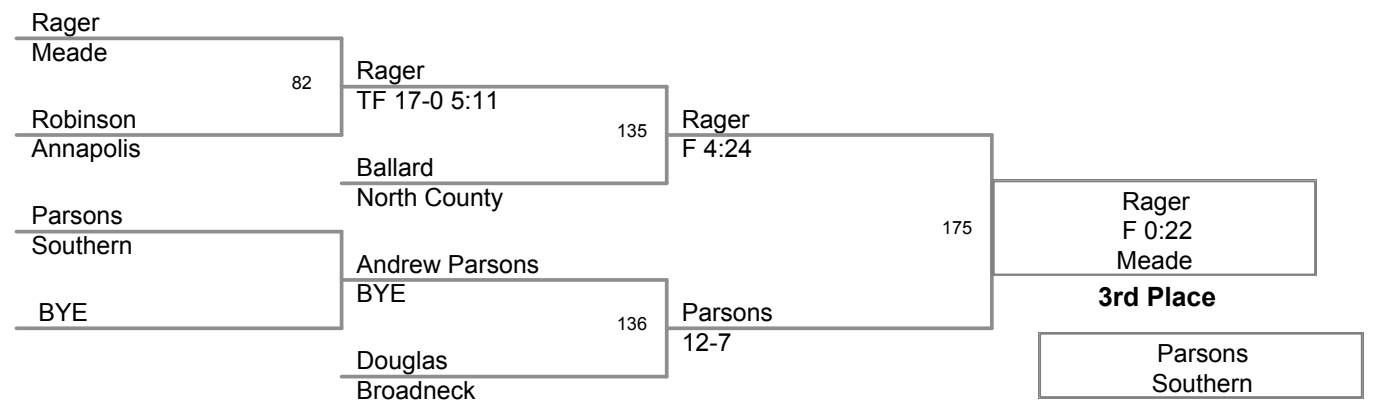 Rager
Meade
82
Robinson
Annapolis
Parsons
Southern
BYE
Rager
TF 17-0 5:11
135
Ballard
North County
Andrew Parsons
BYE
136
Douglas
Broadneck
Rager
F 4:24
175
Parsons
12-7
Rager
F 0:22
Meade
3rd Place
Parsons
Southern